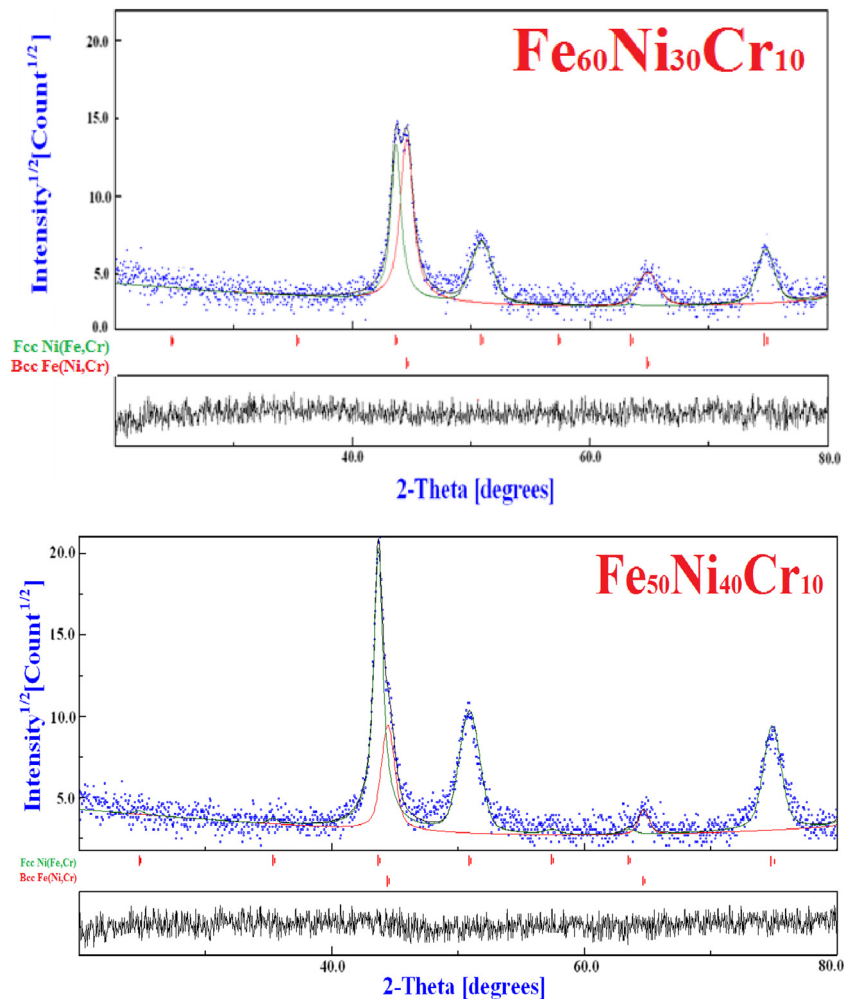 Fe60Ni30Cr10
Intensity1/2[Count1/2]
20.0
15.0
10.0
5.0
0.0
Fcc Ni(Fe,Cr)
Bcc Fe(Ni,Cr)
40.0 60.0 80.0
2-Theta [degrees]
Fe50Ni40Cr10
Intensity1/2[Count1/2]
20.0
15.0
10.0
5.0
Fcc Ni(Fe,Cr)
Bcc Fe(Ni,Cr)
40.0 60.0 80.0
2-Theta [degrees]